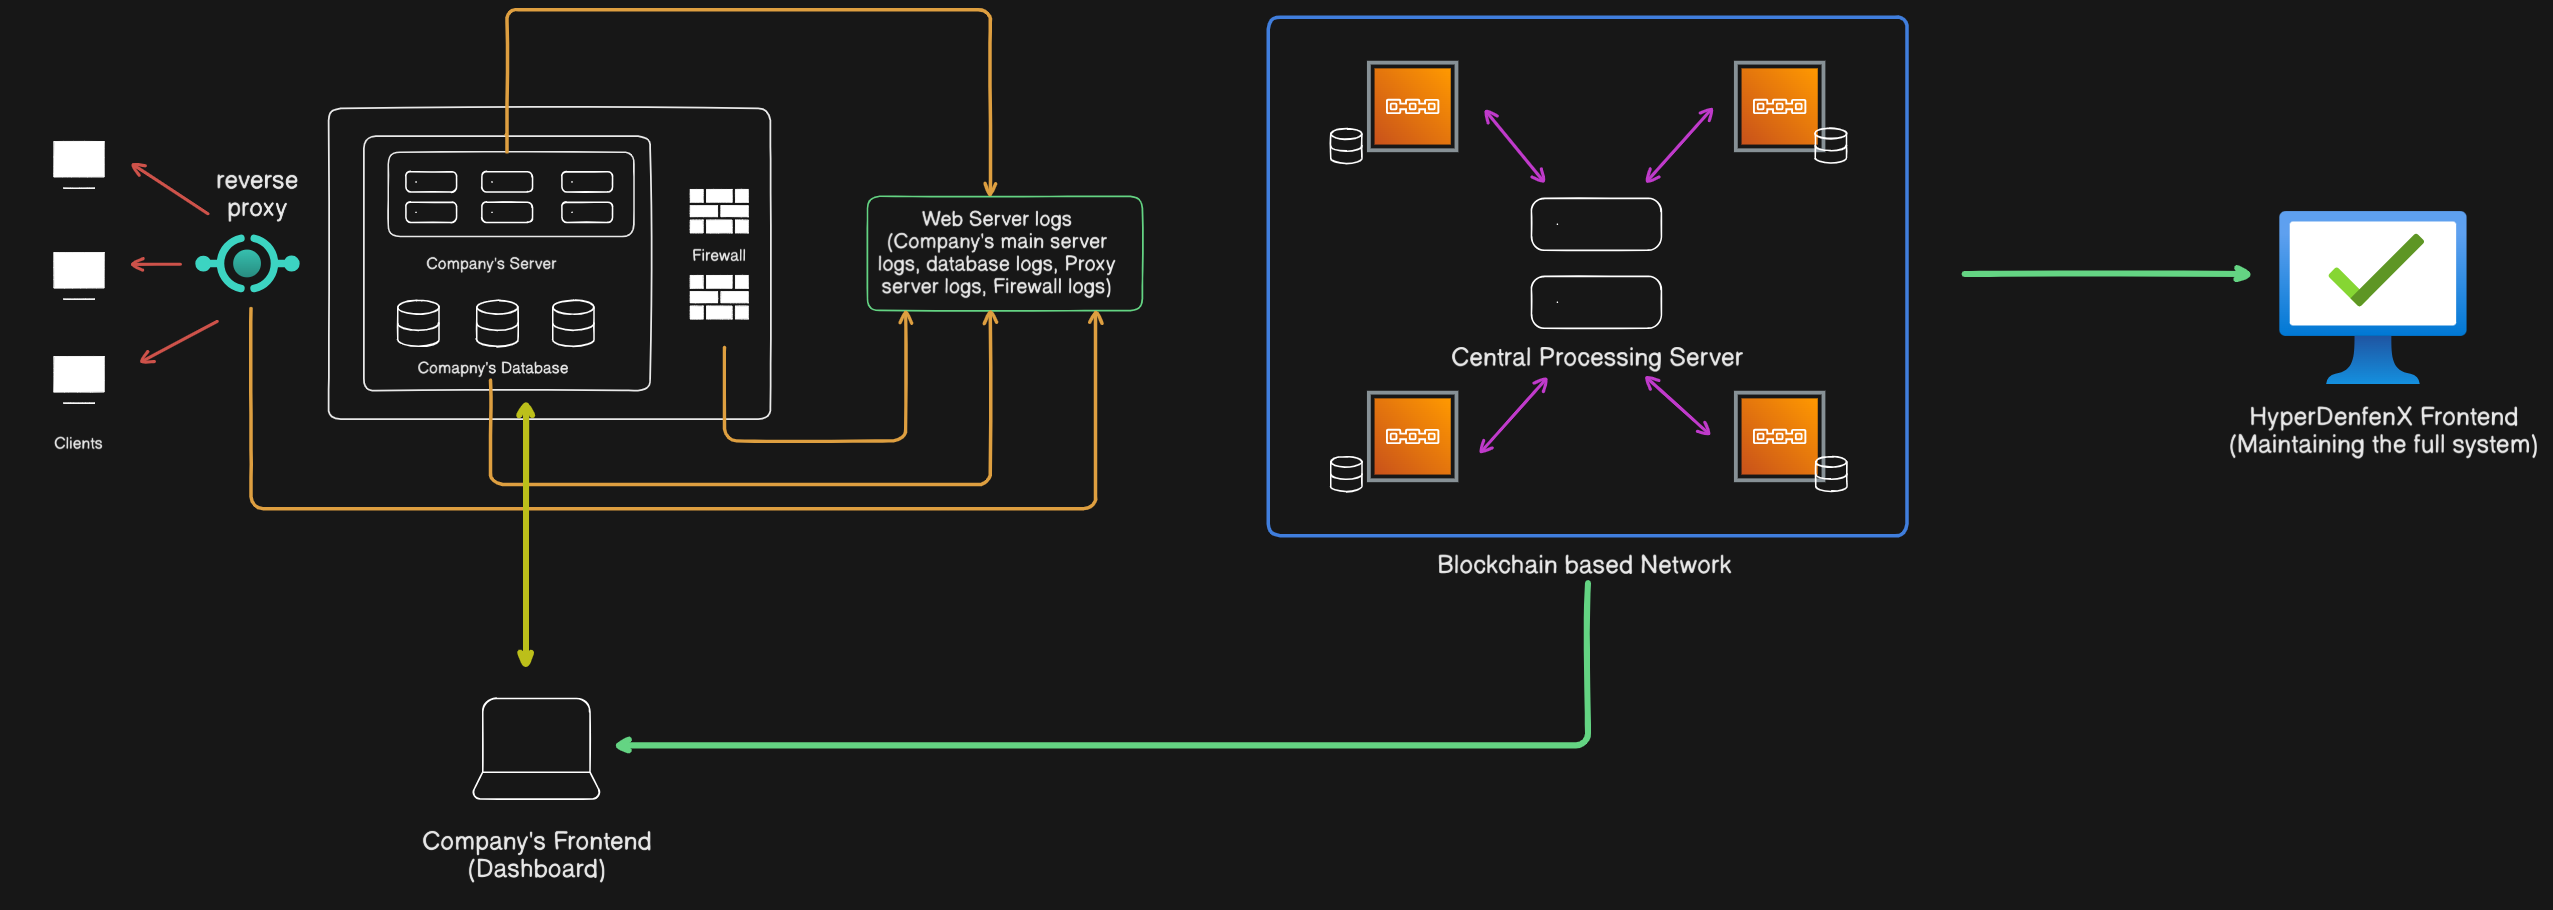 reverse
proxy
Clients
Company's Server
Comapny's Database
Firewall
Web Server logs
(Company's main server
logs, database logs, Proxy
server logs, Firewall logs)
Central Processing Server
Blockchain based Network
HyperDenfenX Frontend
(Maintaining the full system)
Company's Frontend
(Dashboard)